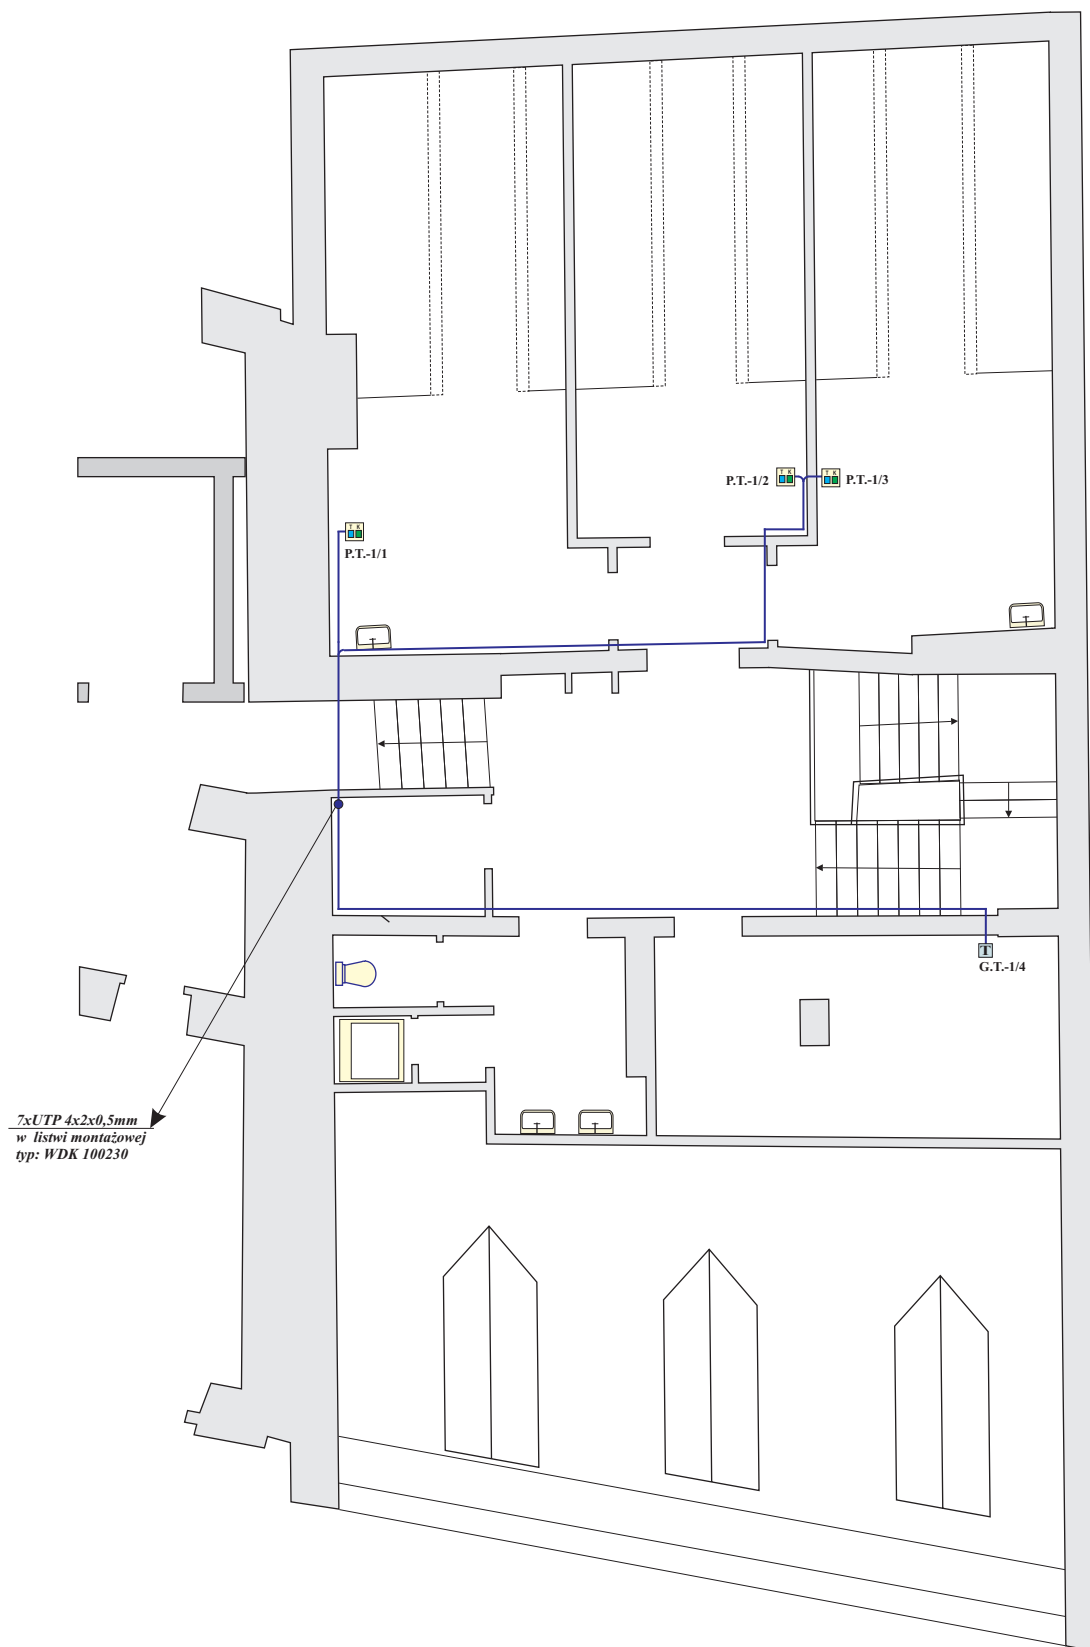 T K
T K
P.T.-1/2
P.T.-1/3
T K
P.T.-1/1
T
G.T.-1/4
7xUTP 4x2x0,5mm
w listwi montażowej
typ: WDK 100230